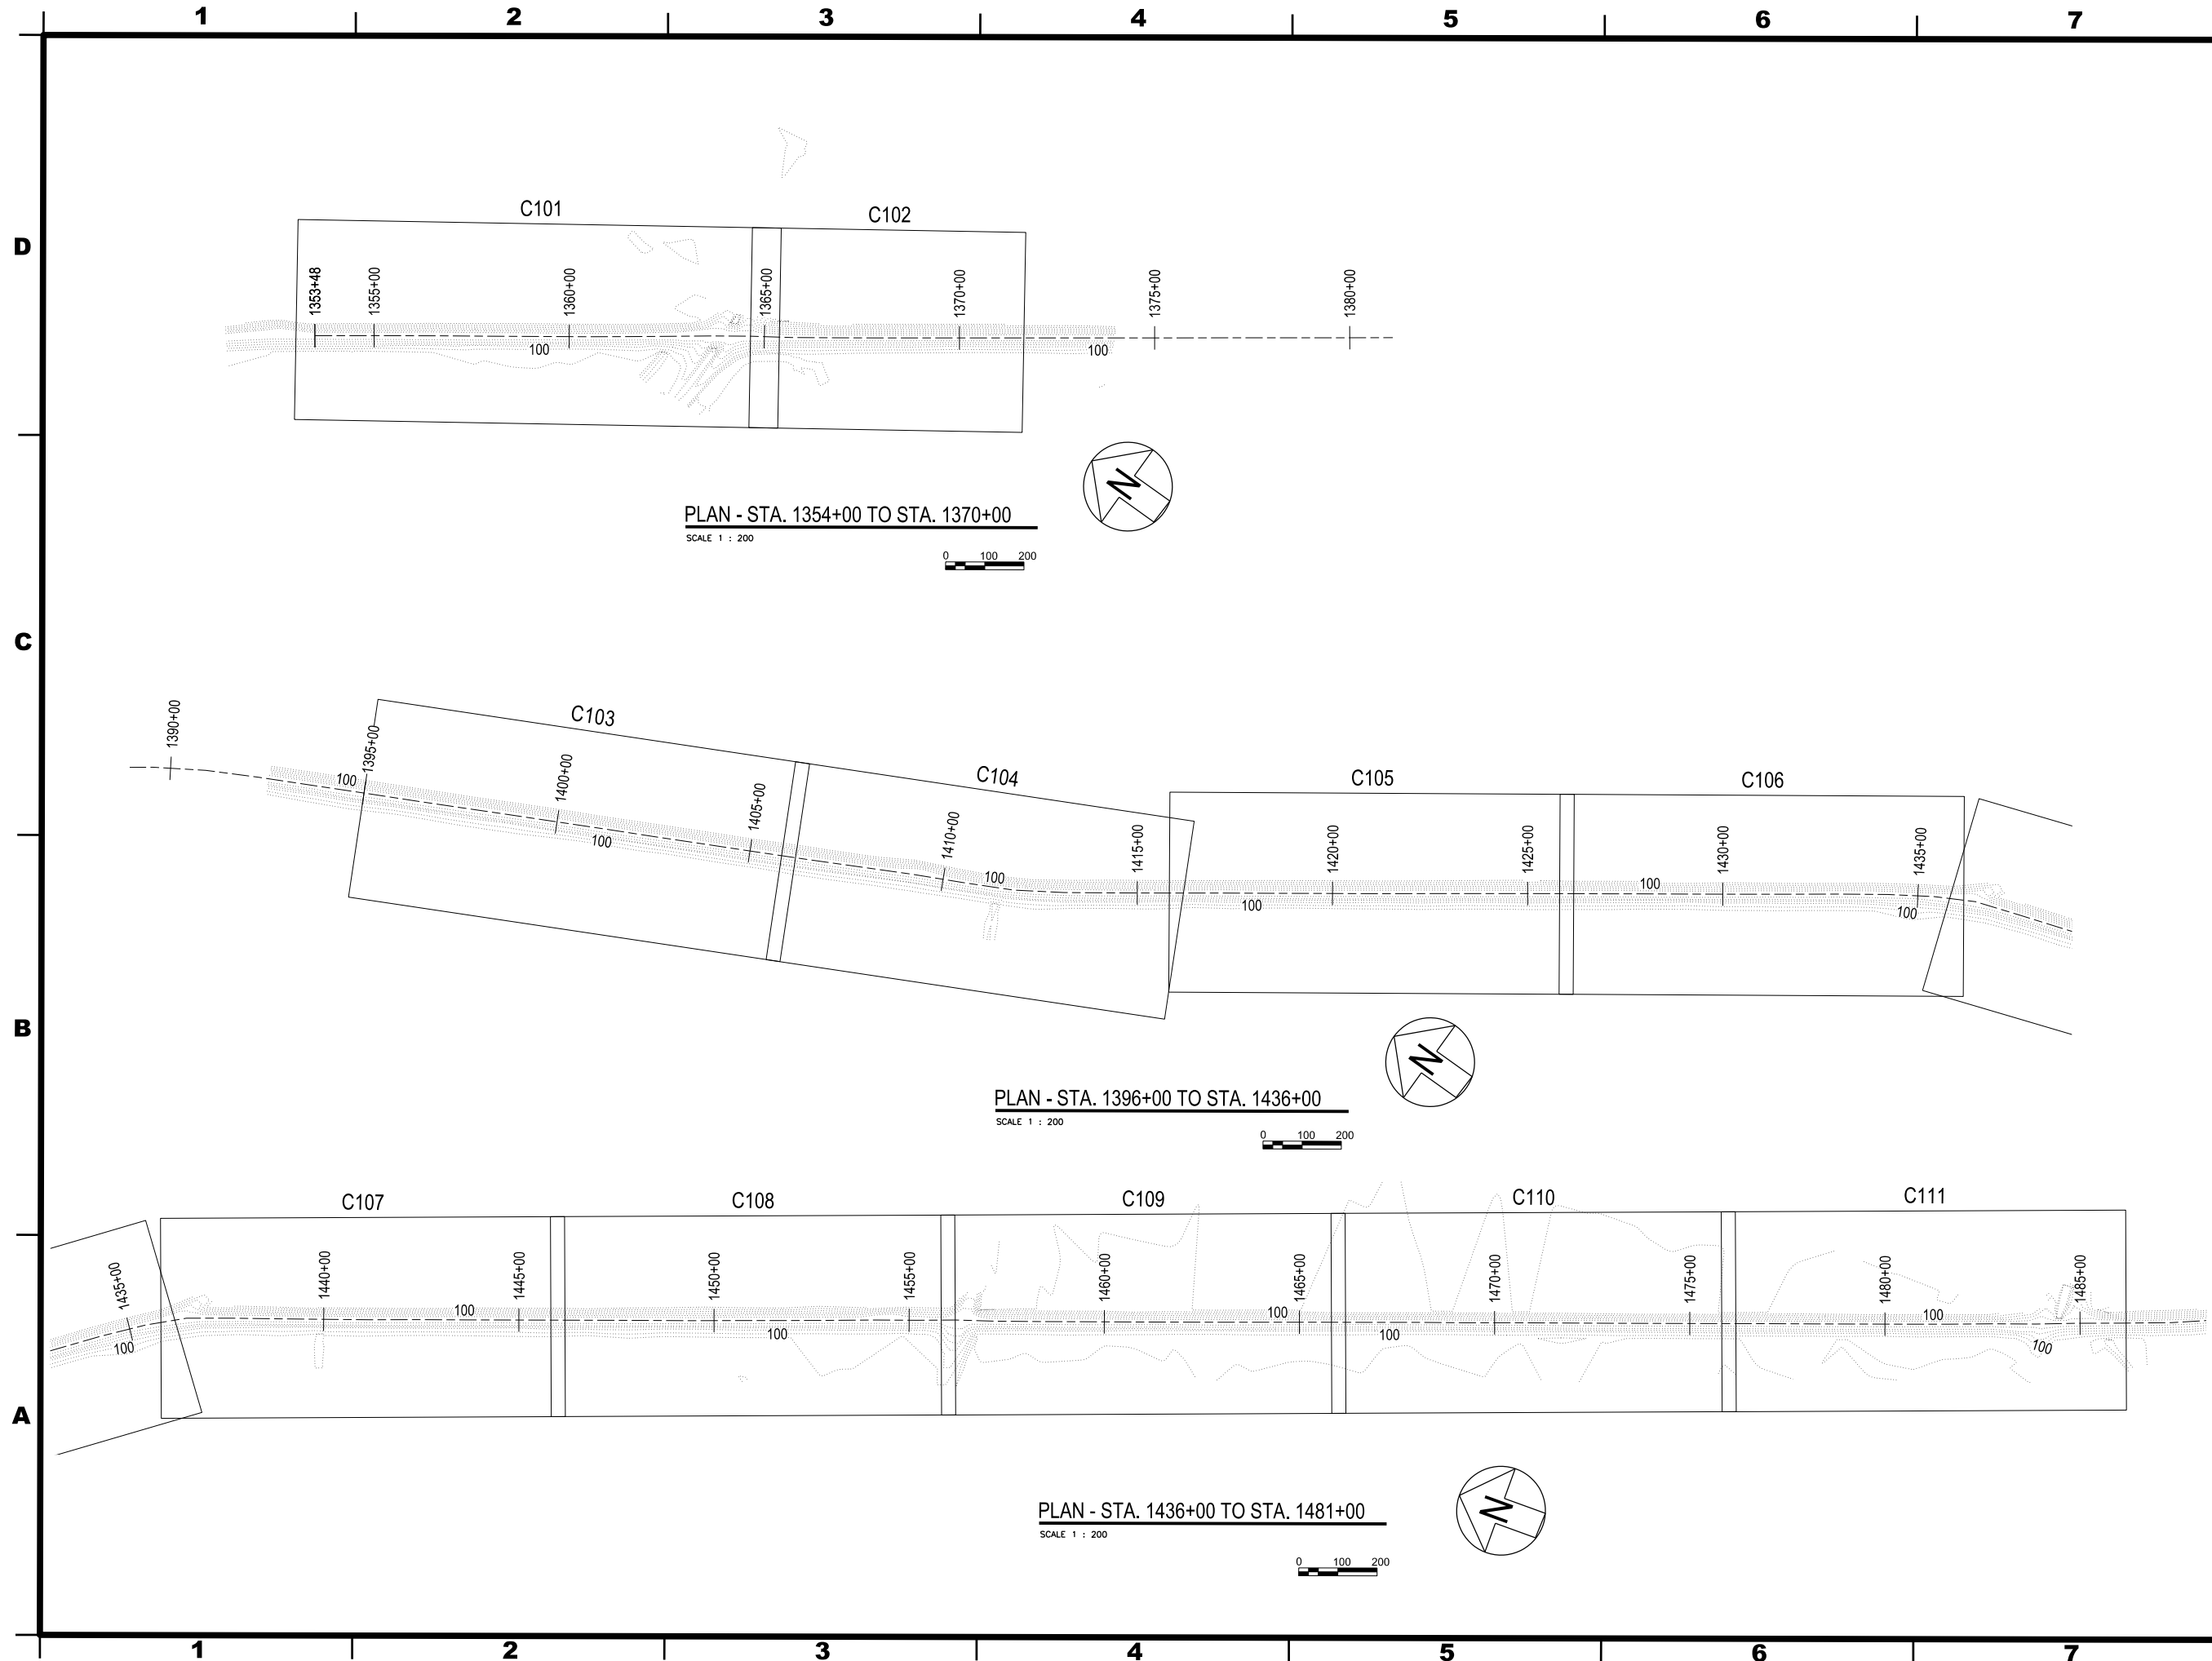 1 2 3 4 5 6 7
D
C101 C102
1353+48 1355+00 1360+00 1365+00 1370+00 1375+00 1380+00
100 100
N
PLAN - STA. 1354+00 TO STA. 1370+00
SCALE 1 : 200
0 100 200
C
C103 C104 C105 C106
1390+00 1395+00 1400+00 1405+00 1410+00 1415+00 1420+00 1425+00 1430+00 1435+00
100 100 100 100 100 100
B
N
PLAN - STA. 1396+00 TO STA. 1436+00
SCALE 1 : 200
0 100 200
C107 C108 C109 C110 C111
1435+00 1440+00 1445+00 1450+00 1455+00 1460+00 1465+00 1470+00 1475+00 1480+00 1485+00
100 100 100 100 100 100 100
A
N
PLAN - STA. 1436+00 TO STA. 1481+00
SCALE 1 : 200
0 100 200
1 2 3 4 5 6 7